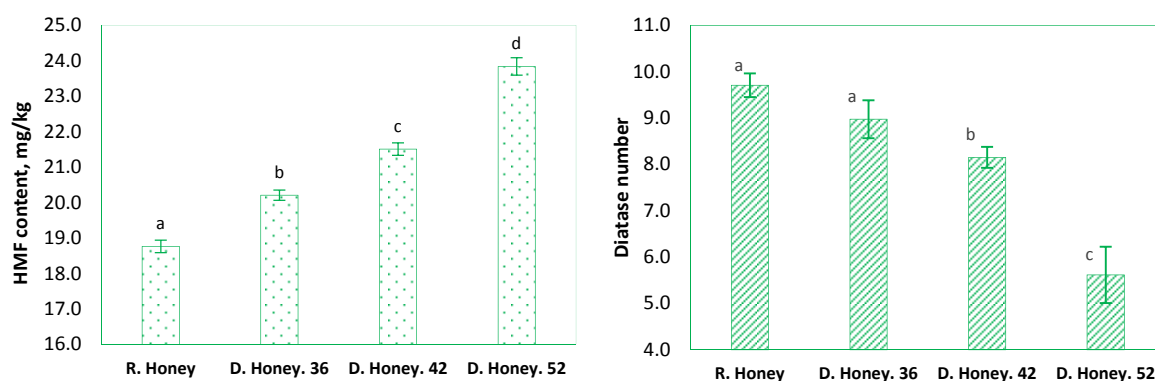 HMF content, mg/kg
25.0
24.0
23.0
22.0
21.0
20.0
19.0
18.0
17.0
16.0
a
b
c
d
R. Honey
D. Honey. 36
D. Honey. 42
D. Honey. 52
Diatase number
11.0
10.0
9.0
8.0
7.0
6.0
5.0
4.0
a
a
b
c
R. Honey
D. Honey. 36
D. Honey. 42
D. Honey. 52